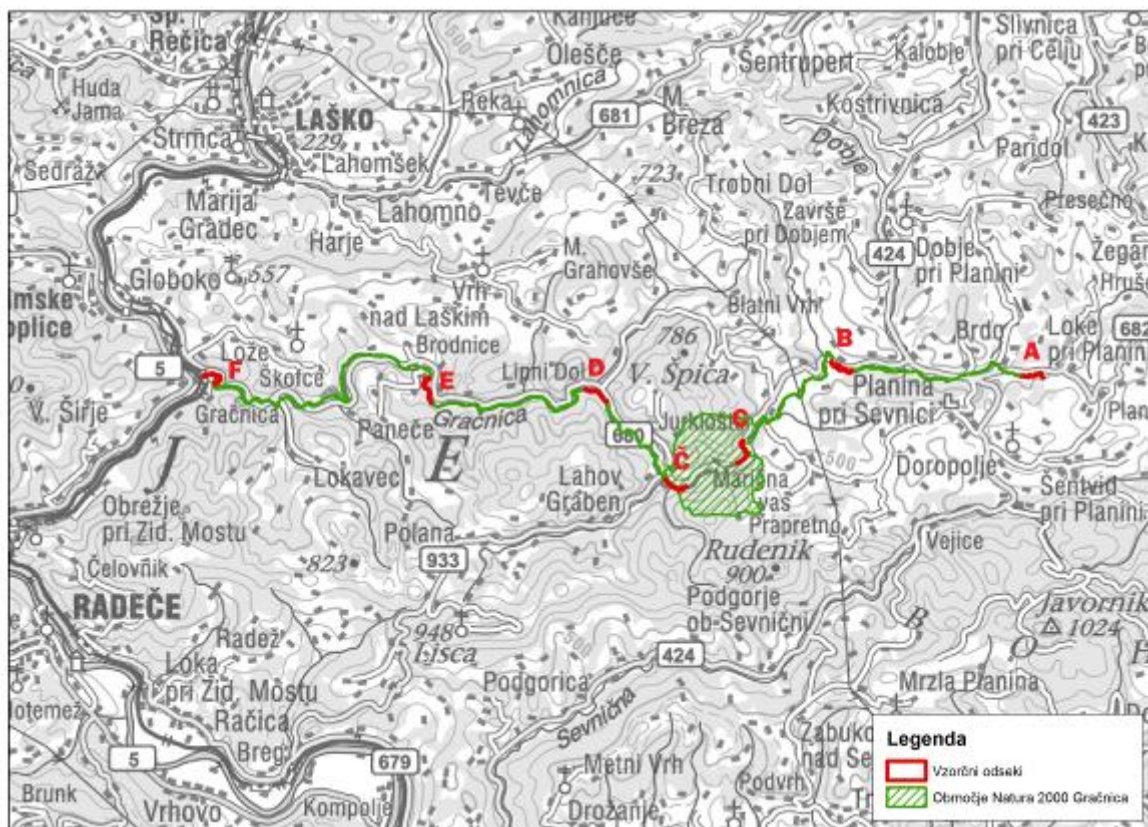 Sp.
Rečica
Kanjuce
Olešče
Slivnica
pri Celju
Šentrupert
Kalobje
Huda
Jama
Reka
Lahomnica
Kostrivnica
LAŠKO
681
M.
Breza
423
Strmca
229
Dobje
Paridol
Sedraž
Lahomšek
Tevče
723
Trobni Dol
Presečno
Marija
Gradec
Lahomno
Završe
pri Dobjem
Harje
M.
Grahovše
424
Dobje
pri Planini
Globoko
557
Vrh
nad Laškim
Blatni Vrh
mske
oplice
Brodnice
786
B
Brdo
Loke
pri Planini
A
5
Lože
F
Škofce
E
Lipni Dol
D
V. Špica
Planina
pri Sevnici
V. Širje
Gračnica
Gračnica
Paneče
Jurklošter
C
680
500
J
E
Č
Marijina
vas
Lokavec
Lahov
Graben
Doropolje
Obrežje
pri Zid. Mostu
Prapretno
Šentvid
pri Planini
Polana
Rudenik
900
Vejice
Čelovnik
823
933
RADEČE
Podgorje
ob Sevnični
Javornik
1024
Radež
948
Lisca
B
O
Loka
pri Zid. Mostu
424
Podgorica
Mrzla Planina
Račica
Sevnična
5
Breg
679
Metni Vrh
Podvrh
Brunk
Vrhovo
Kompolje
Drožanje
Legenda
Vzorčni odseki
Območje Natura 2000 Gračnica